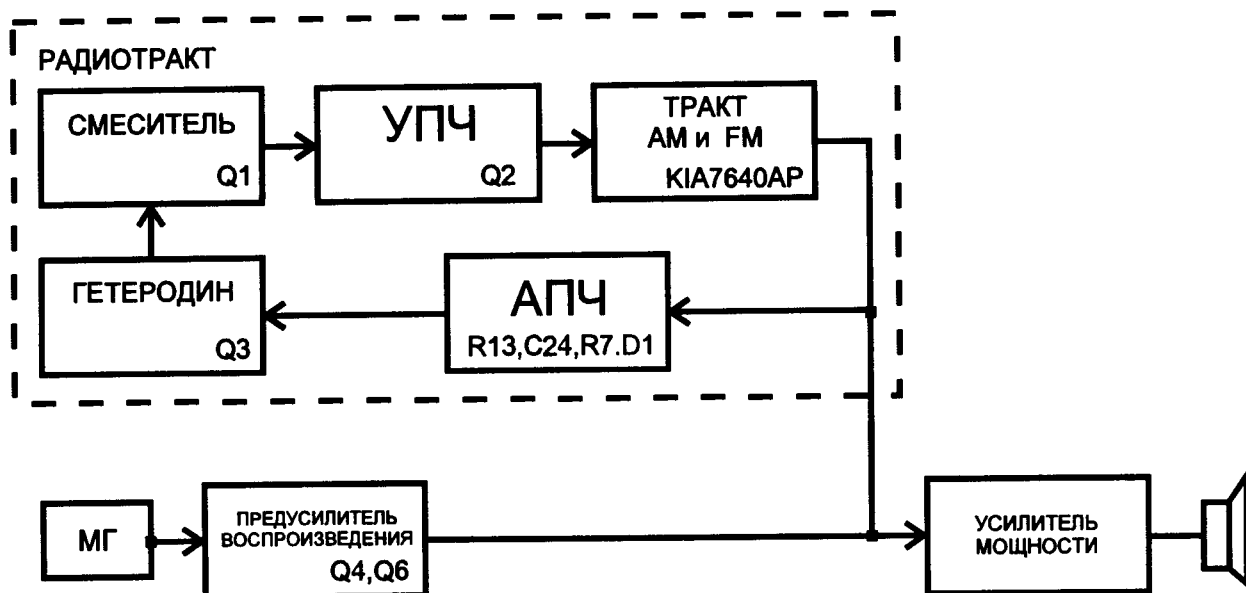 РАДИОТРАКТ
СМЕСИТЕЛЬ
Q1
УПЧ
Q2
ТРАКТ
АМ и FM
KIA7640AP
ГЕТЕРОДИН
Q3
АПЧ
R13,C24,R7.D1
МГ
ПРЕДУСИЛИТЕЛЬ
ВОСПРОИЗВЕДЕНИЯ
Q4,Q6
УСИЛИТЕЛЬ
МОЩНОСТИ